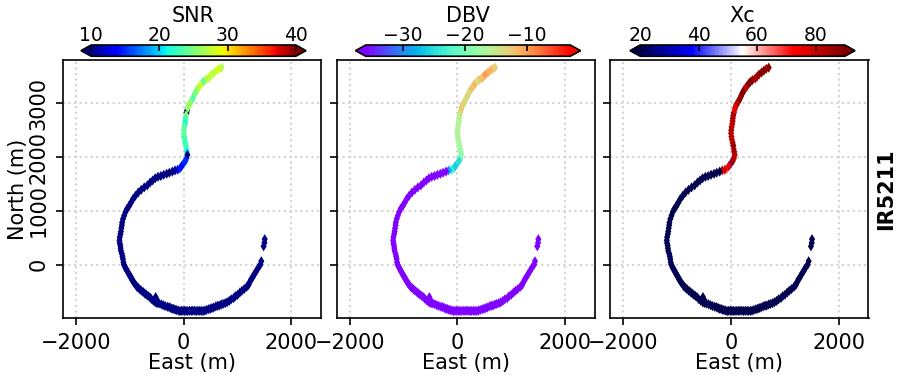 SNR DBV Xc
10 20 30 40 −30 −20 −10 20 40 60 80
North (m)
3000
2000
1000
0
IR5211
−2000 0 2000 −2000 0 2000 −2000 0 2000
East (m) East (m) East (m)